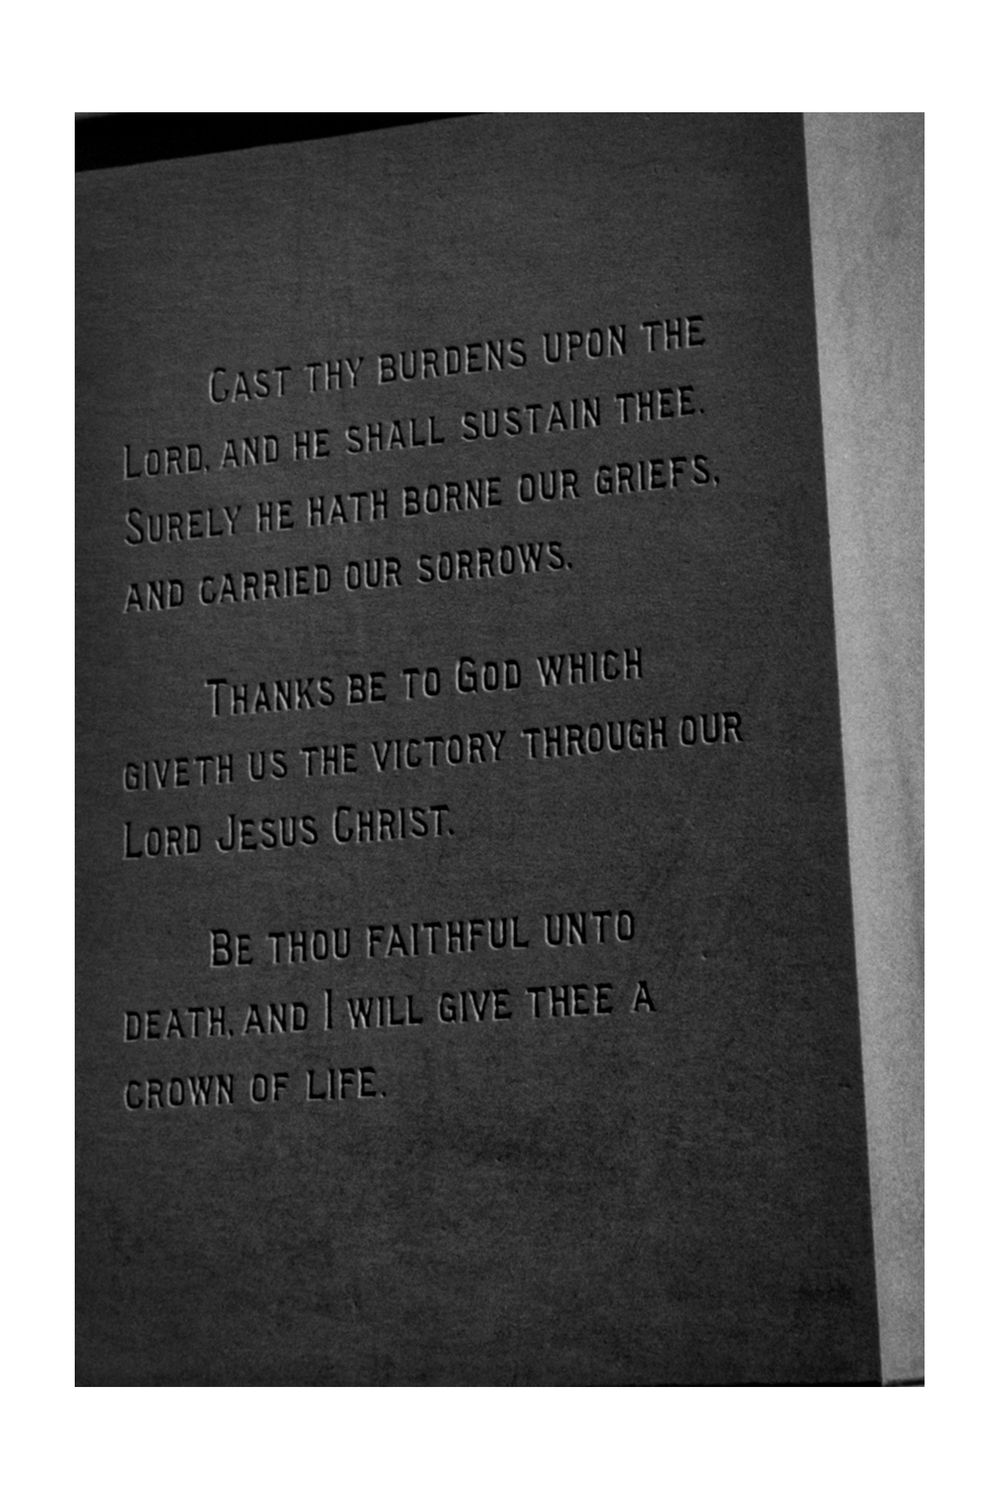 Cast thy burdens upon the
Lord, and he shall sustain thee.
Surely he hath borne our griefs,
and carried our sorrows.
Thanks be to God which
giveth us the victory through our
Lord Jesus Christ.
Be thou faithful unto
death, and I will give thee a
crown of life.